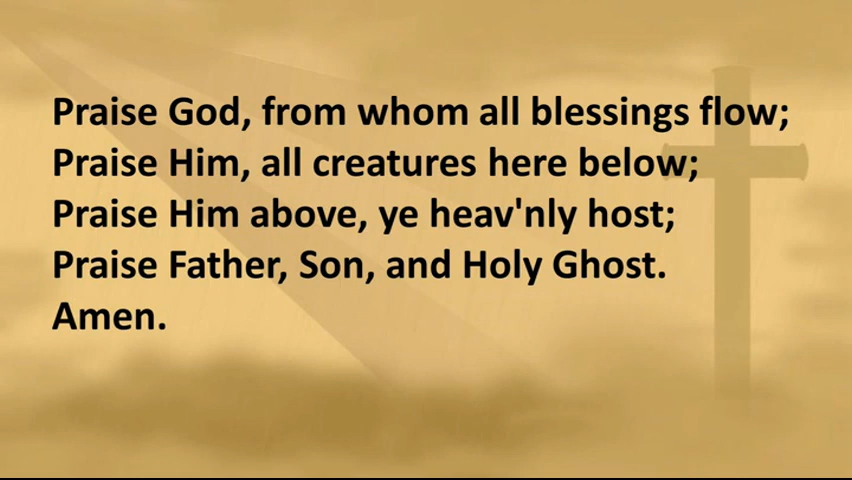 Praise God, from whom all blessings flow;
Praise Him, all creatures here below;
Praise Him above, ye heav'nly host;
Praise Father, Son, and Holy Ghost.
Amen.